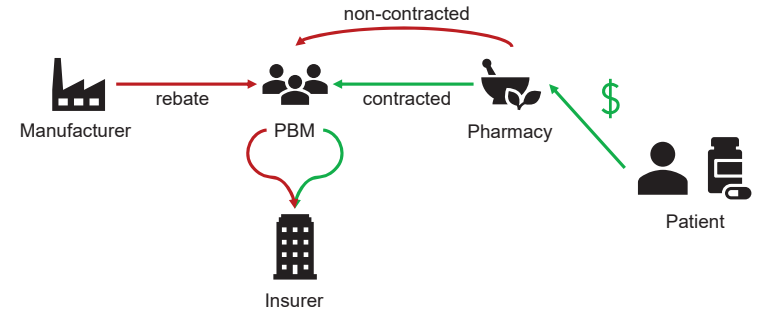 non-contracted
rebate
contracted
$
Manufacturer
PBM
Pharmacy
Patient
Insurer